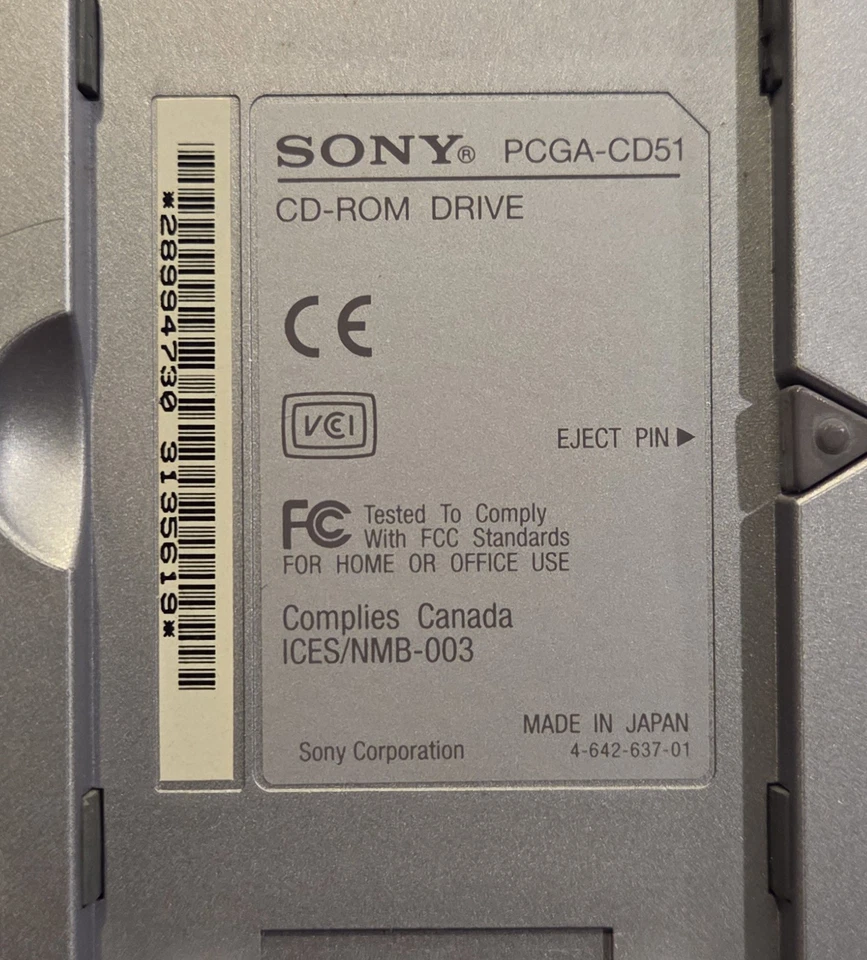 *28994730 3135619*
SONY® PCGA-CD51
CD-ROM DRIVE
CE
VCCI
EJECT PIN ▶
FC Tested To Comply
With FCC Standards
FOR HOME OR OFFICE USE
Complies Canada
ICES/NMB-003
MADE IN JAPAN
Sony Corporation 4-642-637-01